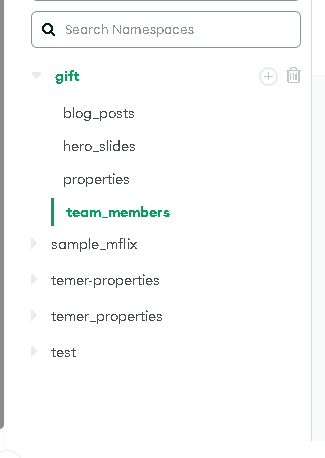 Search Namespaces
gift
blog_posts
hero_slides
properties
team_members
sample_mflix
temer-properties
temer_properties
test